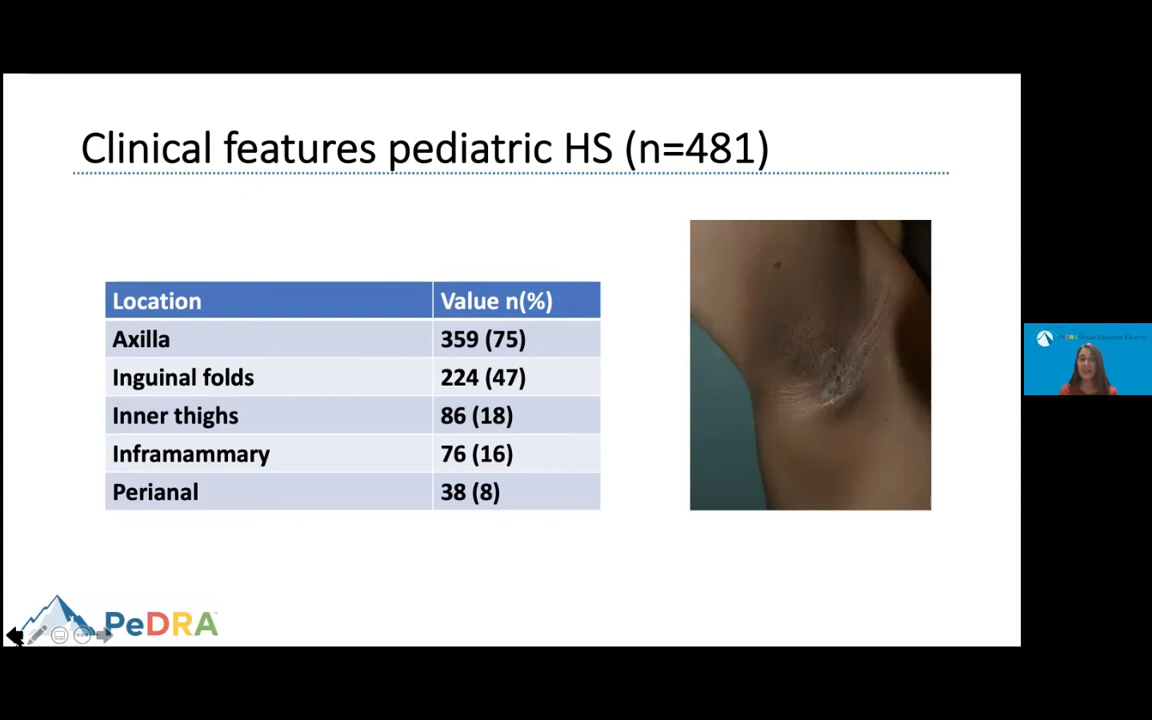 Clinical features pediatric HS (n=481)
Location Value n(%)
Axilla 359 (75)
Inguinal folds 224 (47)
Inner thighs 86 (18)
Inframammary 76 (16)
Perianal 38 (8)
PeDRA